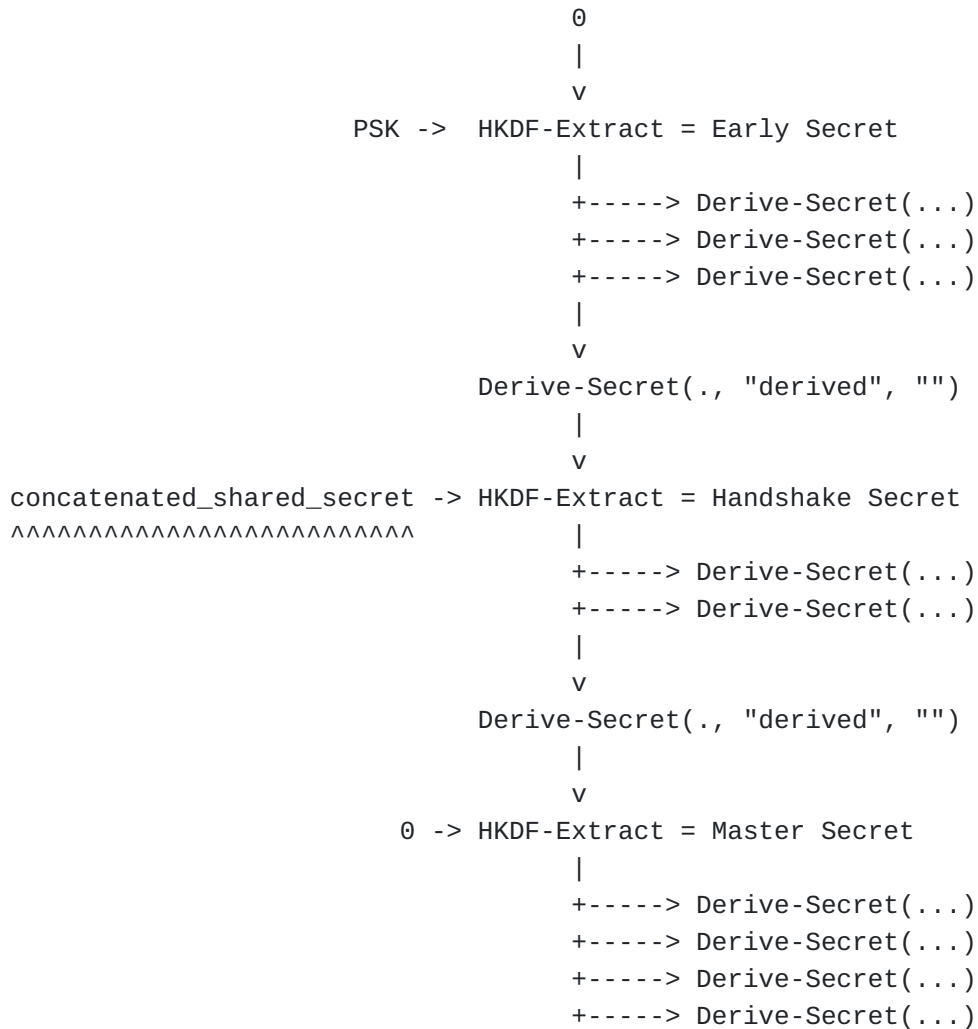 0
                                    |
                                    v
                      PSK ->  HKDF-Extract = Early Secret
                                    |
                                    +-----> Derive-Secret(...)
                                    +-----> Derive-Secret(...)
                                    +-----> Derive-Secret(...)
                                    |
                                    v
                              Derive-Secret(., "derived", "")
                                    |
                                    v
concatenated_shared_secret -> HKDF-Extract = Handshake Secret
^^^^^^^^^^^^^^^^^^^^^^^^^^          |
                                    +-----> Derive-Secret(...)
                                    +-----> Derive-Secret(...)
                                    |
                                    v
                              Derive-Secret(., "derived", "")
                                    |
                                    v
                         0 -> HKDF-Extract = Master Secret
                                    |
                                    +-----> Derive-Secret(...)
                                    +-----> Derive-Secret(...)
                                    +-----> Derive-Secret(...)
                                    +-----> Derive-Secret(...)